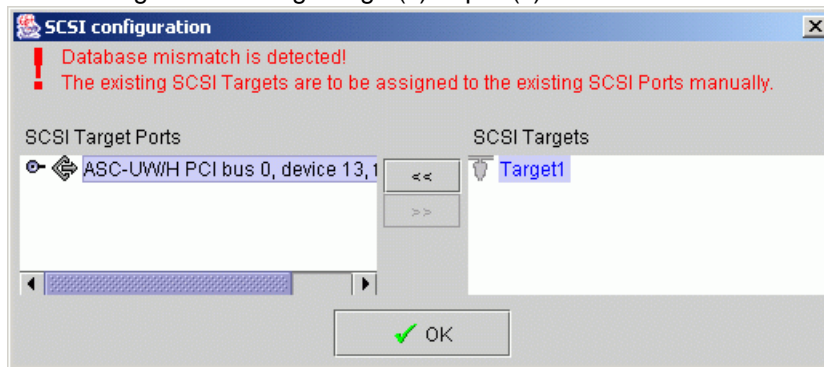 SCSI configuration
Database mismatch is detected!
The existing SCSI Targets are to be assigned to the existing SCSI Ports manually.
SCSI Target Ports
SCSI Targets
ASC-UW/H PCI bus 0, device 13,
<<
Target1
>>
OK